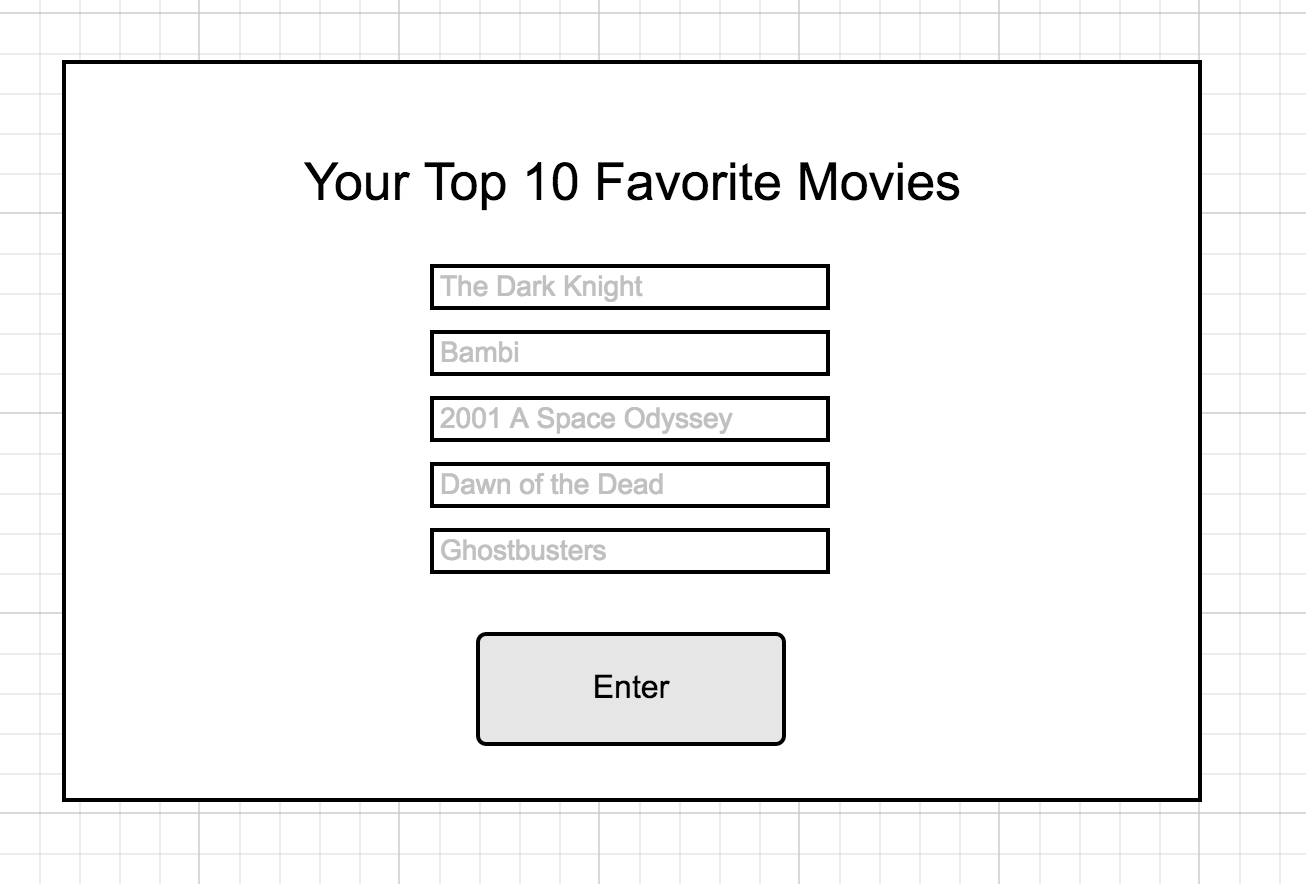 Your Top 10 Favorite Movies
The Dark Knight
Bambi
2001 A Space Odyssey
Dawn of the Dead
Ghostbusters
Enter